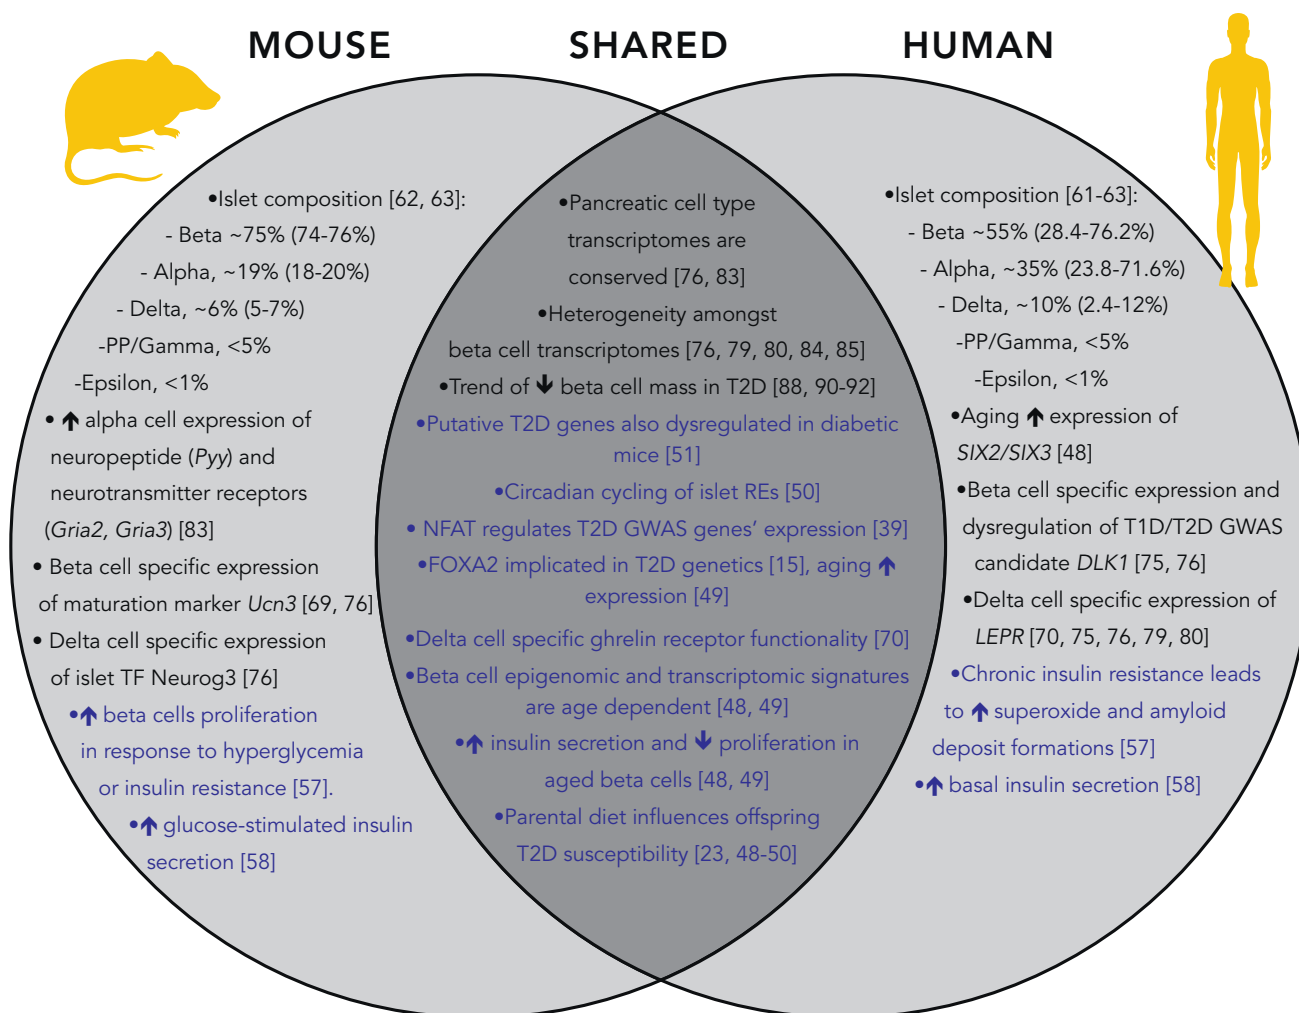 MOUSE
SHARED
HUMAN
•Islet composition [62, 63]:
- Beta ~75% (74-76%)
- Alpha, ~19% (18-20%)
- Delta, ~6% (5-7%)
-PP/Gamma, <5%
-Epsilon, <1%
• ↑ alpha cell expression of
neuropeptide (Pyy) and
neurotransmitter receptors
(Gria2, Gria3) [83]
• Beta cell specific expression
of maturation marker Ucn3 [69, 76]
• Delta cell specific expression
of islet TF Neurog3 [76]
•↑ beta cells proliferation
in response to hyperglycemia
or insulin resistance [57].
•↑ glucose-stimulated insulin
secretion [58]
•Pancreatic cell type
transcriptomes are
conserved [76, 83]
•Heterogeneity amongst
beta cell transcriptomes [76, 79, 80, 84, 85]
•Trend of ↓ beta cell mass in T2D [88, 90-92]
•Putative T2D genes also dysregulated in diabetic
mice [51]
•Circadian cycling of islet REs [50]
• NFAT regulates T2D GWAS genes’ expression [39]
•FOXA2 implicated in T2D genetics [15], aging ↑
expression [49]
•Delta cell specific ghrelin receptor functionality [70]
•Beta cell epigenomic and transcriptomic signatures
are age dependent [48, 49]
•↑ insulin secretion and ↓ proliferation in
aged beta cells [48, 49]
•Parental diet influences offspring
T2D susceptibility [23, 48-50]
•Islet composition [61-63]:
- Beta ~55% (28.4-76.2%)
- Alpha, ~35% (23.8-71.6%)
- Delta, ~10% (2.4-12%)
-PP/Gamma, <5%
-Epsilon, <1%
•Aging ↑ expression of
SIX2/SIX3 [48]
•Beta cell specific expression and
dysregulation of T1D/T2D GWAS
candidate DLK1 [75, 76]
•Delta cell specific expression of
LEPR [70, 75, 76, 79, 80]
•Chronic insulin resistance leads
to ↑ superoxide and amyloid
deposit formations [57]
•↑ basal insulin secretion [58]